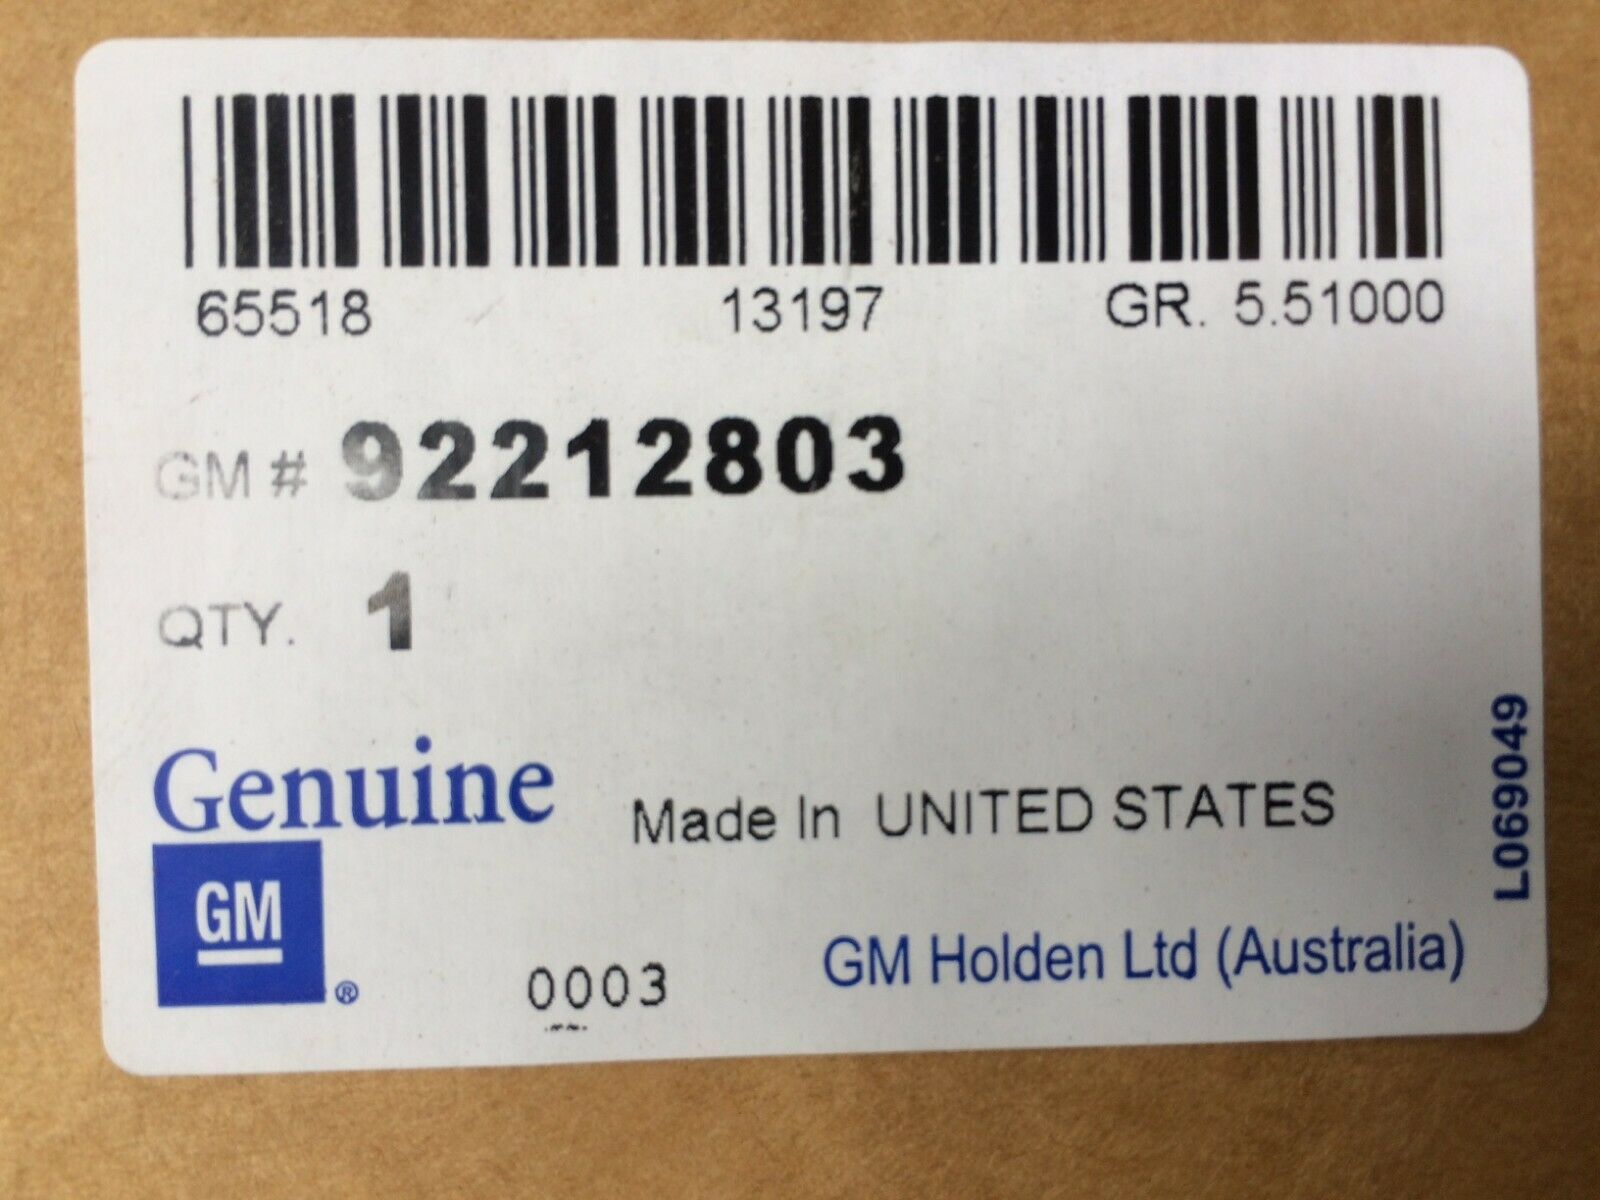 65518 13197 GR. 5.51000
GM # 92212803
QTY. 1
Genuine
Made In UNITED STATES
GM ®
0003
GM Holden Ltd (Australia)
L069049